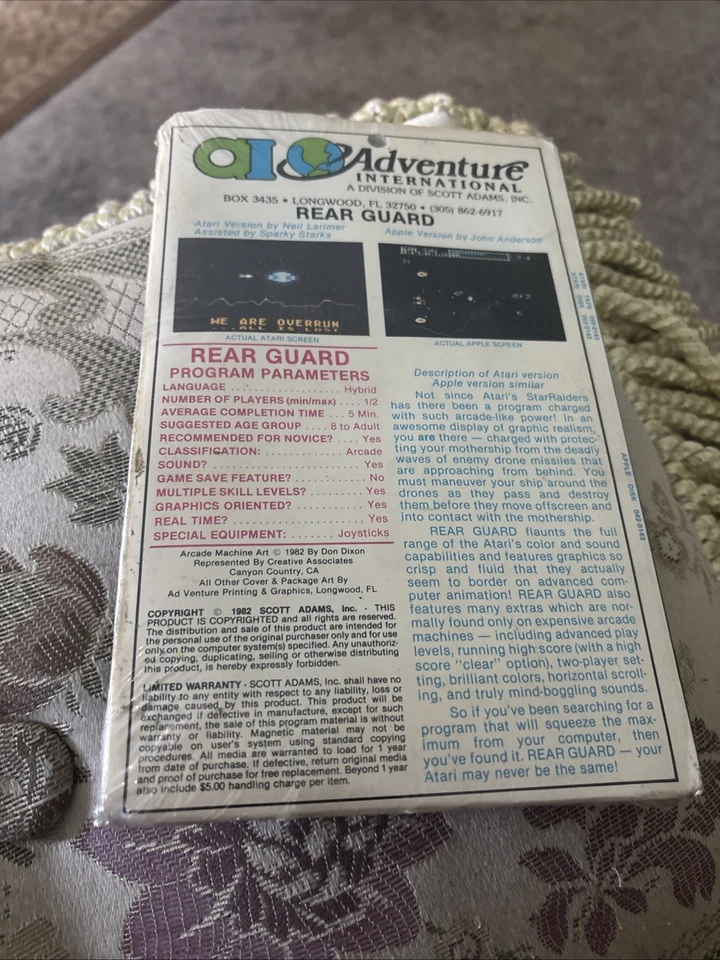 ai Adventure
INTERNATIONAL
A DIVISION OF SCOTT ADAMS, INC.
BOX 3435 • LONGWOOD, FL 32750 • (305) 862-6917
REAR GUARD
Atari Version by Neil Larimer
Assisted by Sparky Starks
WE ARE OVERRUN
...ALL IS LOST
ACTUAL ATARI SCREEN
Apple Version by John Anderson
ACTUAL APPLE SCREEN
REAR GUARD
PROGRAM PARAMETERS
LANGUAGE .................... Hybrid
NUMBER OF PLAYERS (min/max) .... 1/2
AVERAGE COMPLETION TIME ... 5 Min.
SUGGESTED AGE GROUP .... 8 to Adult
RECOMMENDED FOR NOVICE? .... Yes
CLASSIFICATION: ............. Arcade
SOUND? ....................... Yes
GAME SAVE FEATURE? ........... No
MULTIPLE SKILL LEVELS? ....... Yes
GRAPHICS ORIENTED? .......... Yes
REAL TIME? ................... Yes
SPECIAL EQUIPMENT: ....... Joysticks
Arcade Machine Art © 1982 By Don Dixon
Represented By Creative Associates
Canyon Country, CA
All Other Cover & Package Art By
Ad Venture Printing & Graphics, Longwood, FL
COPYRIGHT © 1982 SCOTT ADAMS, Inc. - THIS
PRODUCT IS COPYRIGHTED and all rights are reserved.
The distribution and sale of this product are intended for
the personal use of the original purchaser only and for use
only on the computer system(s) specified. Any unauthoriz-
ed copying, duplicating, selling or otherwise distributing
this product, is hereby expressly forbidden.
LIMITED WARRANTY - SCOTT ADAMS, Inc. shall have no
liability to any entity with respect to any liability, loss or
damage caused by this product. This product will be
exchanged if defective in manufacture, except for such
replacement, the sale of this program material is without
warranty or liability. Magnetic material may not be
copyable on user's system using standard copying
procedures. All media are warranted to load for 1 year
from date of purchase. If defective, return original media
and proof of purchase for free replacement. Beyond 1 year
also include $5.00 handling charge per item.
Description of Atari version
Apple version similar
Not since Atari's StarRaiders
has there been a program charged
with such arcade-like power! In an
awesome display of graphic realism,
you are there — charged with protec-
ting your mothership from the deadly
waves of enemy drone missiles that
are approaching from behind. You
must maneuver your ship around the
drones as they pass and destroy
them before they move offscreen and
into contact with the mothership.
REAR GUARD flaunts the full
range of the Atari's color and sound
capabilities and features graphics so
crisp and fluid that they actually
seem to border on advanced com-
puter animation! REAR GUARD also
features many extras which are nor-
mally found only on expensive arcade
machines — including advanced play
levels, running high score (with a high
score "clear" option), two-player set-
ting, brilliant colors, horizontal scroll-
ing, and truly mind-boggling sounds.
So if you've been searching for a
program that will squeeze the max-
imum from your computer, then
you've found it. REAR GUARD — your
Atari may never be the same!
ATARI TAPE 010-0143
ATARI DISK 052-0143
APPLE DISK 042-0143